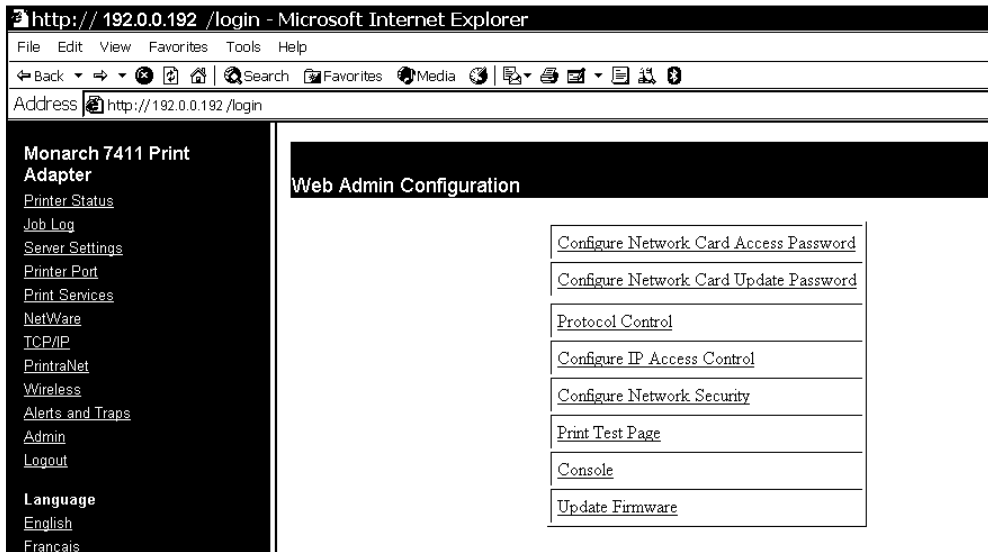 http:// 192.0.0.192 /login - Microsoft Internet Explorer
File Edit View Favorites Tools Help
Back Search Favorites Media
Address http://192.0.0.192 /login
Monarch 7411 Print
Adapter
Printer Status
Job Log
Server Settings
Printer Port
Print Services
NetWare
TCP/IP
PrintraNet
Wireless
Alerts and Traps
Admin
Logout
Language
English
Français
Web Admin Configuration
Configure Network Card Access Password
Configure Network Card Update Password
Protocol Control
Configure IP Access Control
Configure Network Security
Print Test Page
Console
Update Firmware